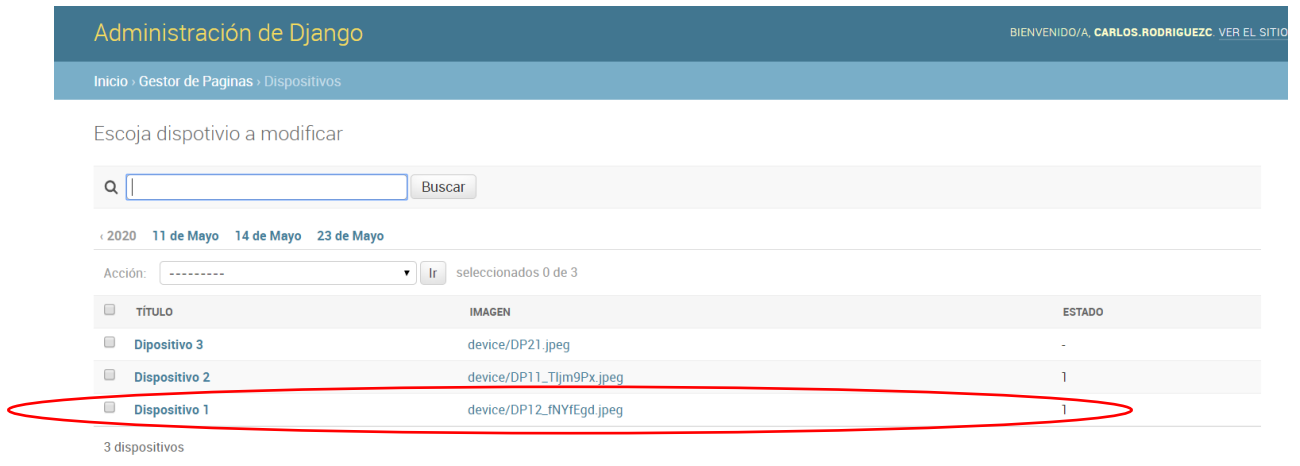 Administración de Django
BIENVENIDO/A, CARLOS.RODRIGUEZC. VER EL SITIO
Inicio › Gestor de Paginas › Dispositivos
Escoja dispotivio a modificar
Buscar
‹ 2020 11 de Mayo 14 de Mayo 23 de Mayo
Acción: --------- Ir seleccionados 0 de 3
TÍTULO IMAGEN ESTADO
Dipositivo 3 device/DP21.jpeg -
Dispositivo 2 device/DP11_TIjm9Px.jpeg 1
Dispositivo 1 device/DP12_fNYfEgd.jpeg 1
3 dispositivos